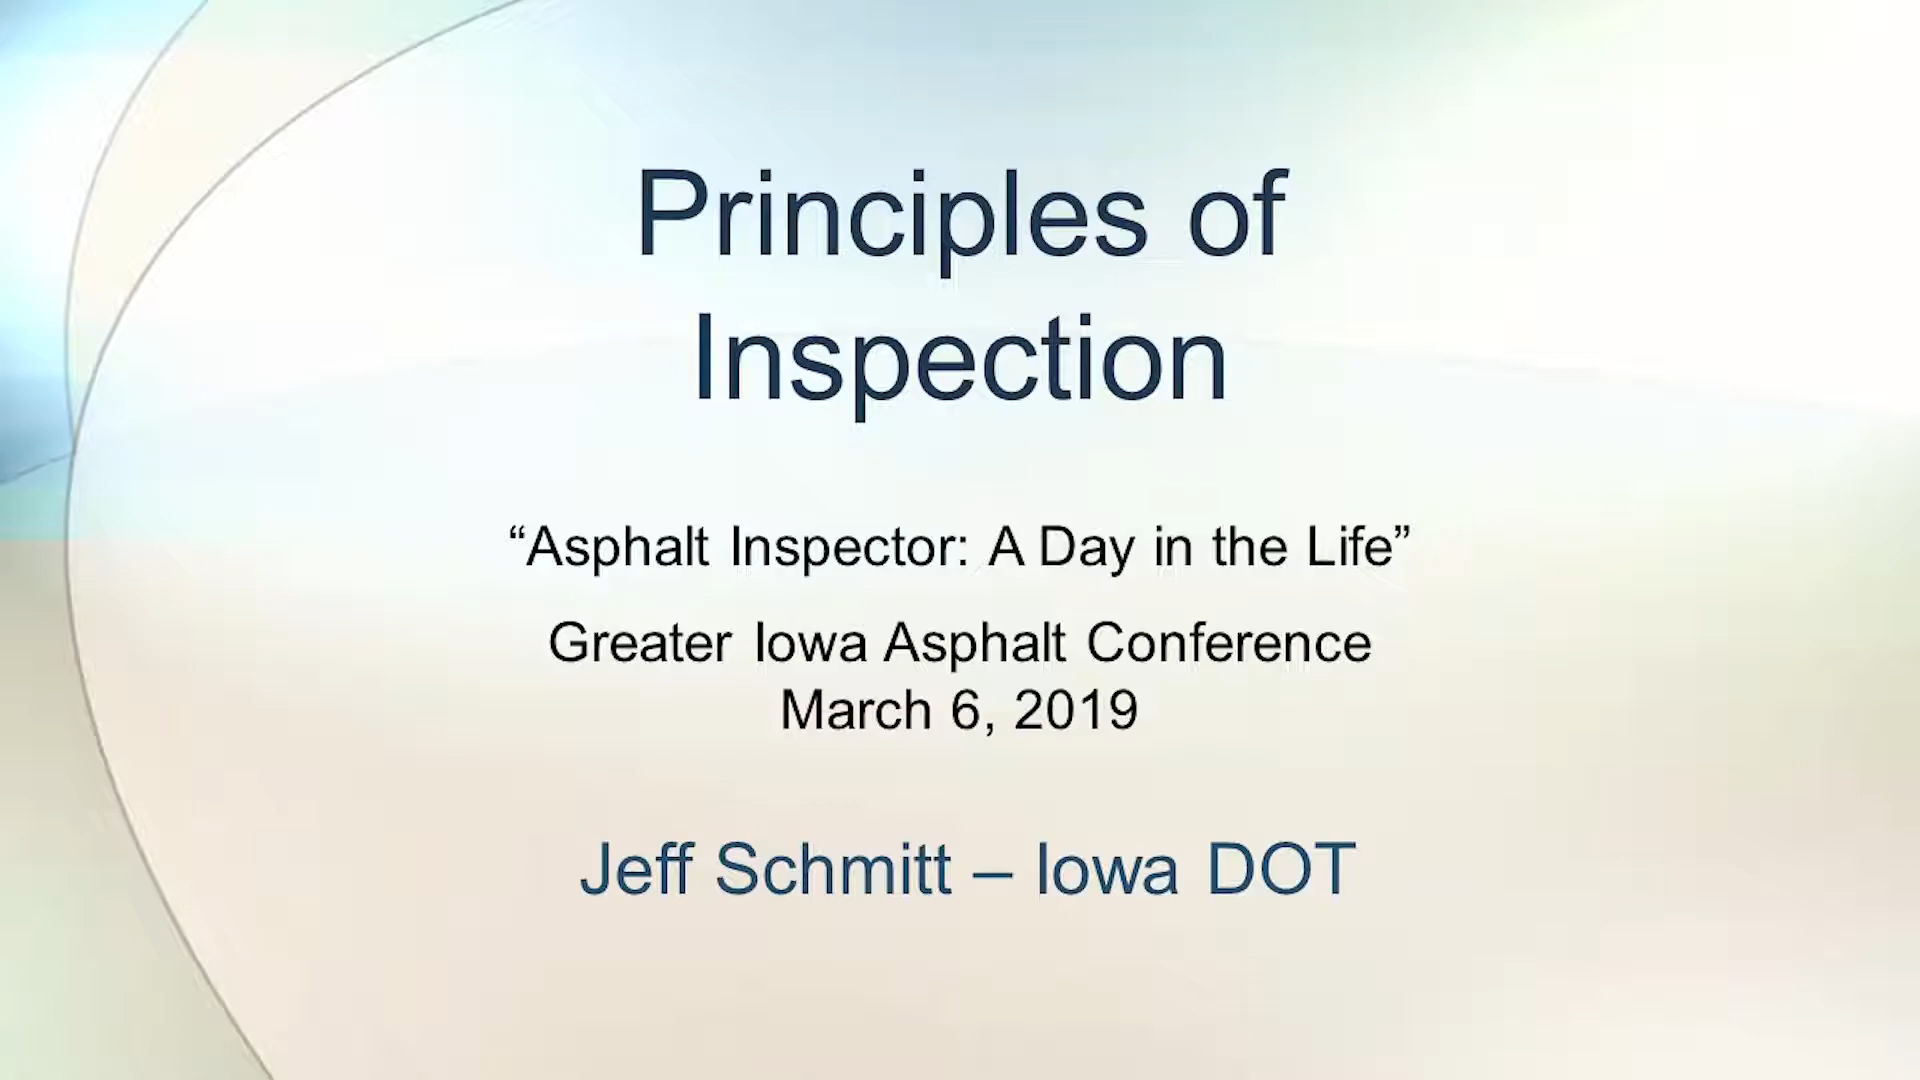 Principles of
Inspection
“Asphalt Inspector: A Day in the Life”
Greater Iowa Asphalt Conference
March 6, 2019
Jeff Schmitt – Iowa DOT